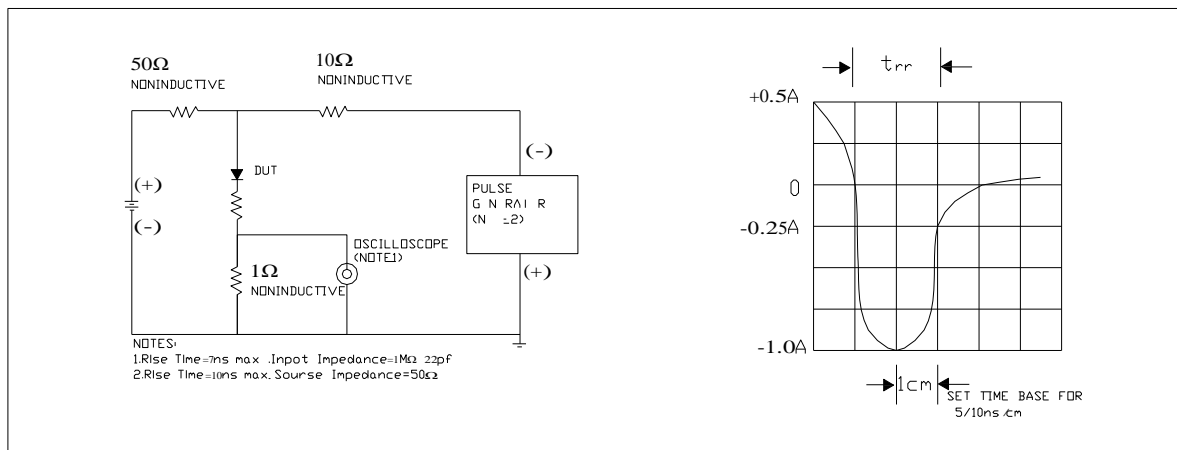 50Ω
NONINDUCTIVE
10Ω
NONINDUCTIVE
(+)
(-)
DUT
1Ω
NONINDUCTIVE
OSCILLOSCOPE
(NOTE1)
(-)
PULSE
(+)
NOTES:
1.Rise Time=7ns max .Input Impedance=1MΩ 22pf
2.Rise Time=10ns max. Sourse Impedance=50Ω
trr
+0.5A
0
-0.25A
-1.0A
1cm
SET TIME BASE FOR
5/10ns/cm